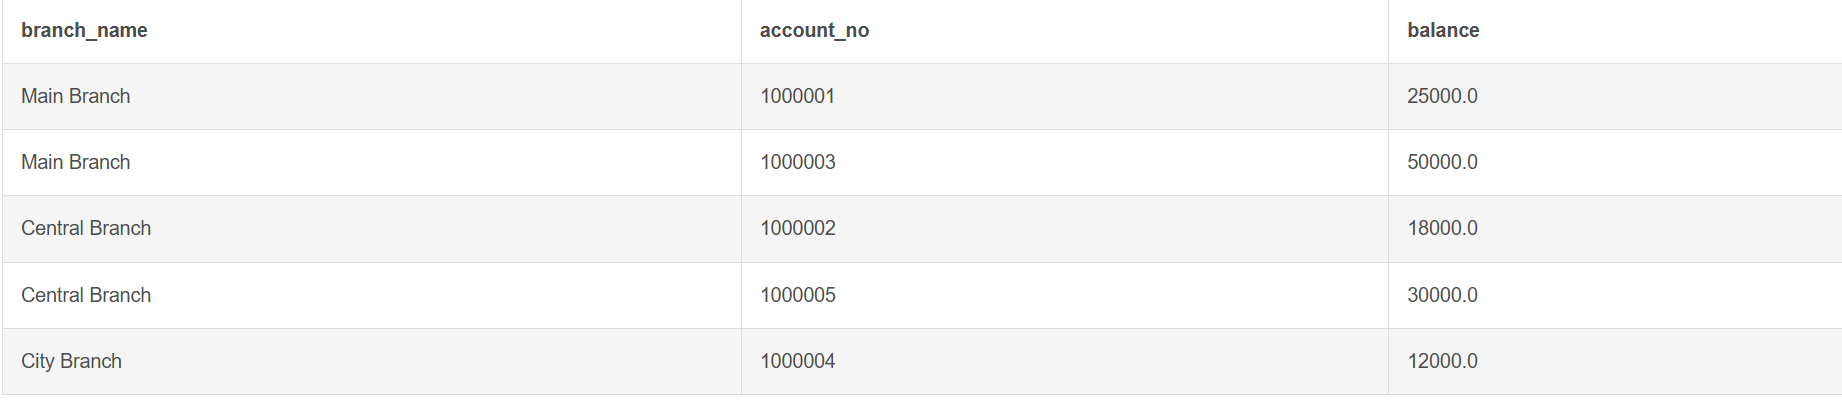 branch_name account_no balance
Main Branch 1000001 25000.0
Main Branch 1000003 50000.0
Central Branch 1000002 18000.0
Central Branch 1000005 30000.0
City Branch 1000004 12000.0